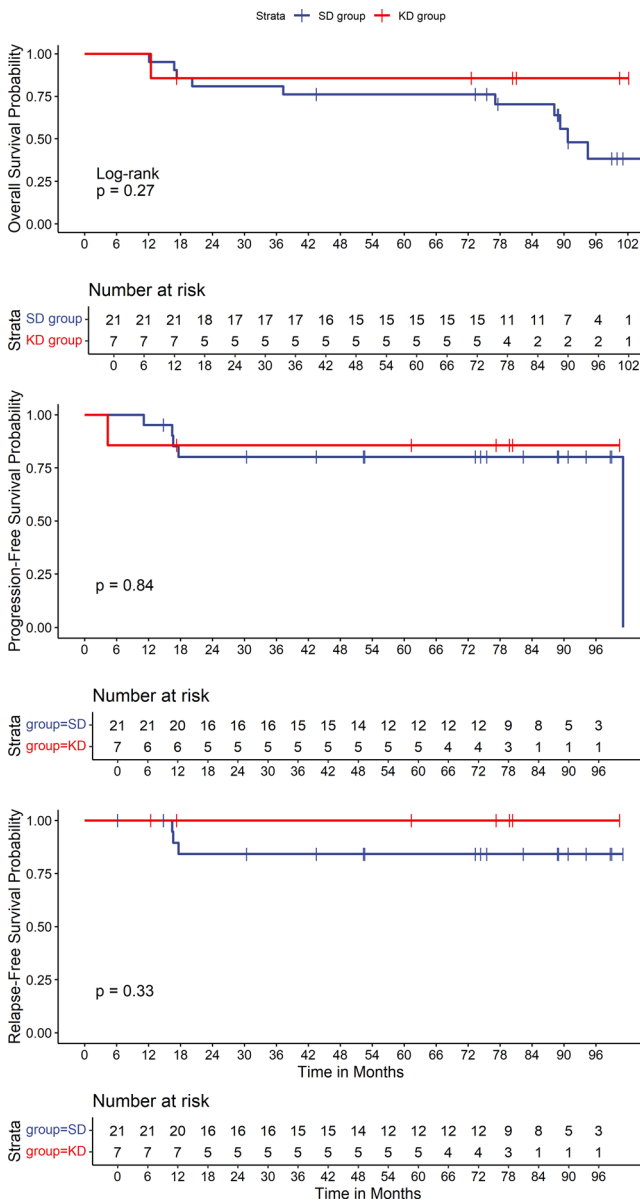 Strata SD group KD group
Overall Survival Probability
1.00
0.75
0.50
0.25
0.00
Log-rank
p = 0.27
0 6 12 18 24 30 36 42 48 54 60 66 72 78 84 90 96 102
Number at risk
Strata
SD group 21 21 21 18 17 17 17 16 15 15 15 15 15 11 11 7 4 1
KD group 7 7 7 5 5 5 5 5 5 5 5 5 5 4 2 2 2 1
0 6 12 18 24 30 36 42 48 54 60 66 72 78 84 90 96 102
Progression-Free Survival Probability
1.00
0.75
0.50
0.25
0.00
p = 0.84
0 6 12 18 24 30 36 42 48 54 60 66 72 78 84 90 96
Number at risk
Strata
group=SD 21 21 20 16 16 16 15 15 14 12 12 12 12 9 8 5 3
group=KD 7 6 6 5 5 5 5 5 5 5 5 4 4 3 1 1 1
0 6 12 18 24 30 36 42 48 54 60 66 72 78 84 90 96
Relapse-Free Survival Probability
1.00
0.75
0.50
0.25
0.00
p = 0.33
0 6 12 18 24 30 36 42 48 54 60 66 72 78 84 90 96
Time in Months
Number at risk
Strata
group=SD 21 21 20 16 16 16 15 15 14 12 12 12 12 9 8 5 3
group=KD 7 7 7 5 5 5 5 5 5 5 5 4 4 3 1 1 1
0 6 12 18 24 30 36 42 48 54 60 66 72 78 84 90 96
Time in Months